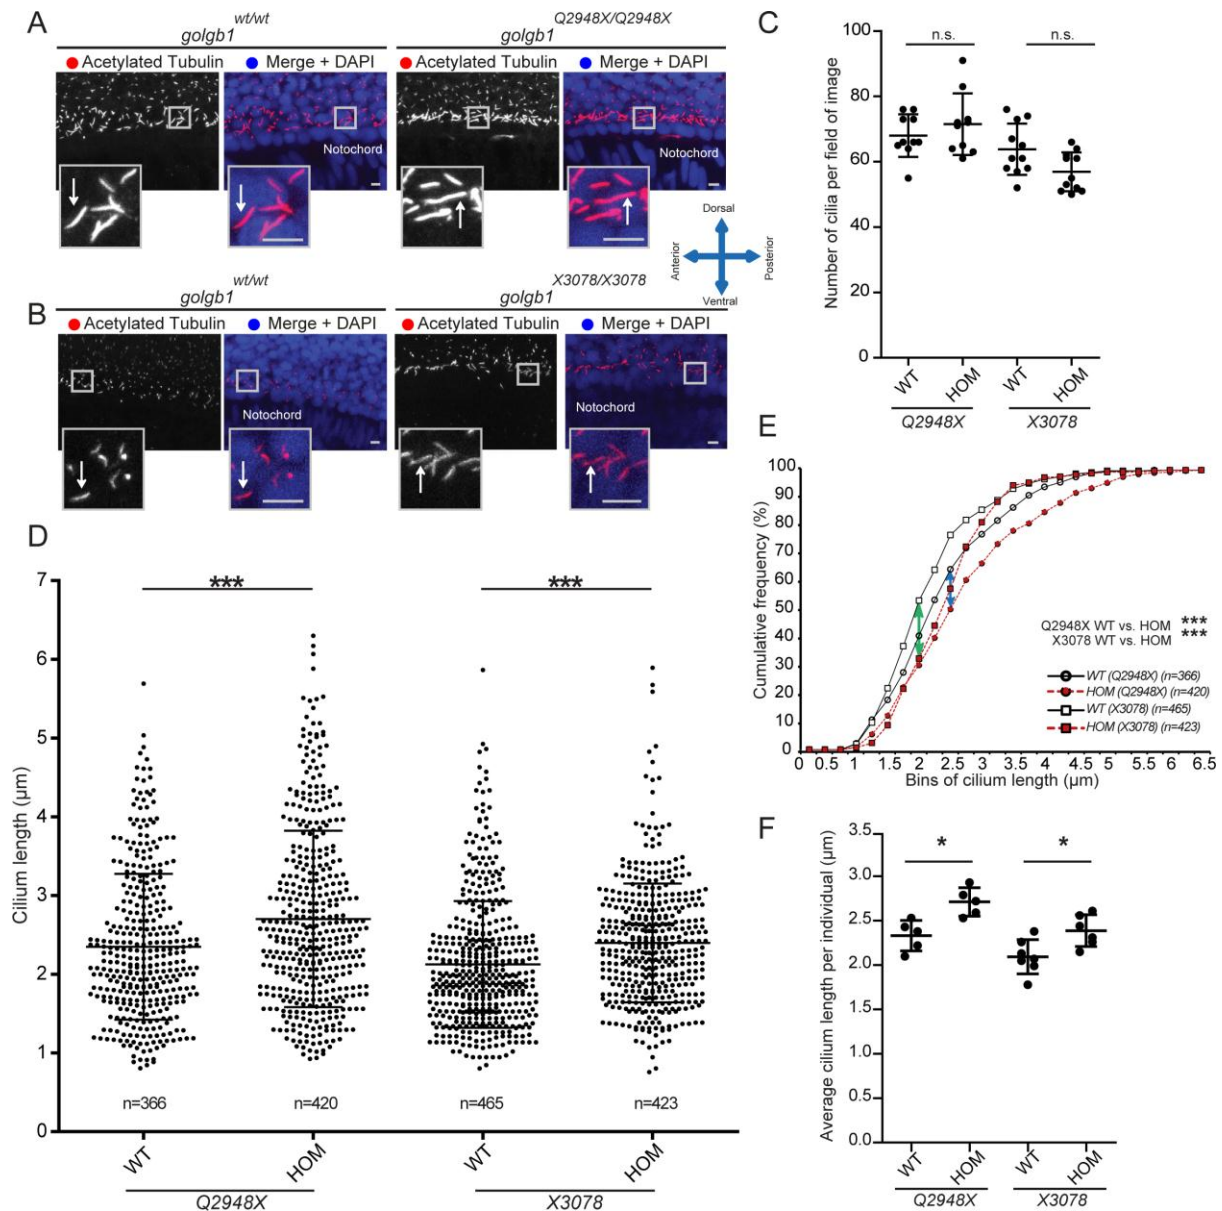 A
wt/wt
golgb1
Q2948X/Q2948X
golgb1
Acetylated Tubulin
Merge + DAPI
Acetylated Tubulin
Merge + DAPI
Notochord
Notochord
Dorsal
Anterior
Posterior
Ventral
B
wt/wt
golgb1
X3078/X3078
golgb1
Acetylated Tubulin
Merge + DAPI
Acetylated Tubulin
Merge + DAPI
Notochord
Notochord
C
Number of cilia per field of image
100
80
60
40
20
0
n.s.
n.s.
WT
HOM
WT
HOM
Q2948X
X3078
D
Cilium length (µm)
7
6
5
4
3
2
1
0
***
***
n=366
n=420
n=465
n=423
WT
HOM
WT
HOM
Q2948X
X3078
E
Cumulative frequency (%)
100
90
80
70
60
50
40
30
20
10
0
Q2948X WT vs. HOM ***
X3078 WT vs. HOM ***
WT (Q2948X) (n=366)
HOM (Q2948X) (n=420)
WT (X3078) (n=465)
HOM (X3078) (n=423)
0 0.5 1 1.5 2 2.5 3 3.5 4 4.5 5 5.5 6 6.5
Bins of cilium length (µm)
F
Average cilium length per individual (µm)
3.5
3.0
2.5
2.0
1.5
1.0
0.5
0.0
*
*
WT
HOM
WT
HOM
Q2948X
X3078